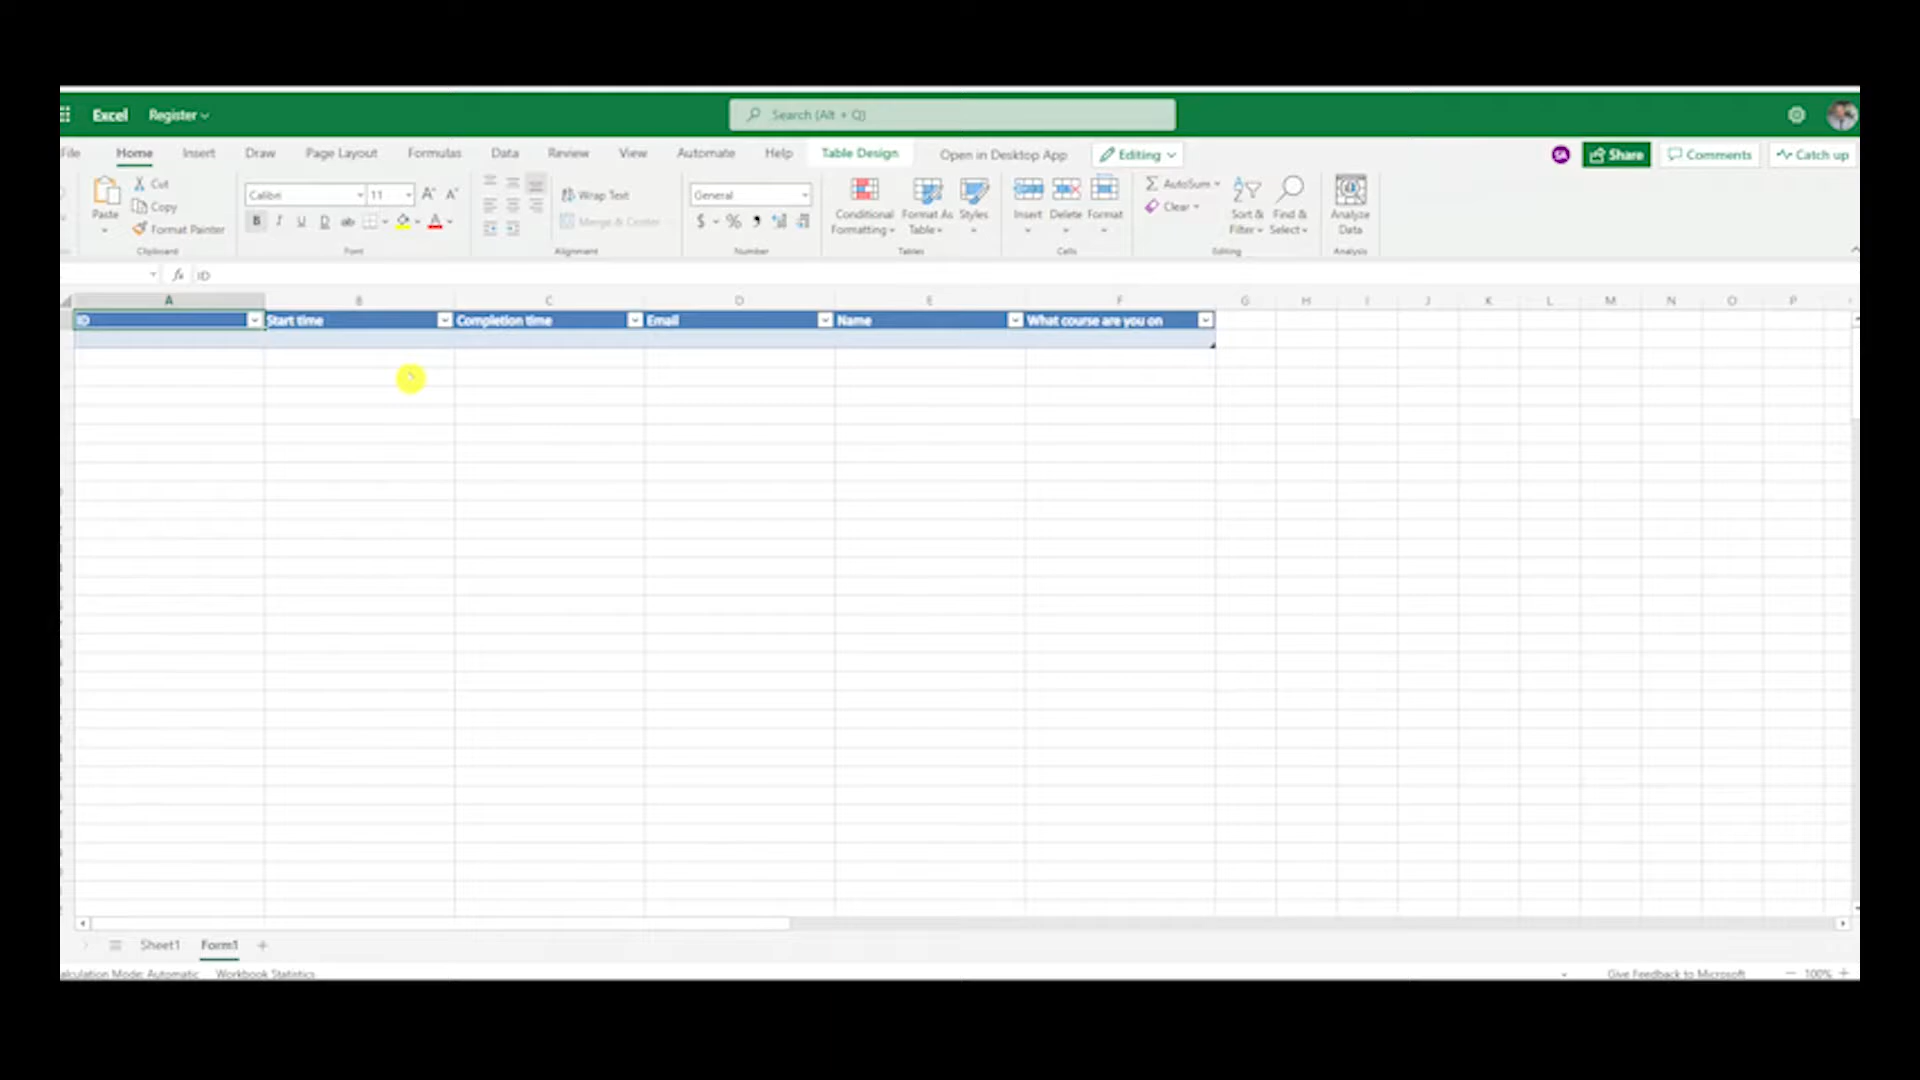 Excel Register Search (Alt + Q)
File Home Insert Draw Page Layout Formulas Data Review View Automate Help Table Design Open in Desktop App Editing SA Share Comments Catch up
Paste Cut Copy Format Painter Clipboard
Calibri 11 A A B I U D ab A Font
Wrap Text Merge & Center Alignment
General $ % Number
Conditional Formatting Format As Table Styles Tables
Insert Delete Format Cells
AutoSum Clear Sort & Filter Find & Select Editing
Analyze Data Analysis
fx ID
A B C D E F G H I J K L M N O P
ID Start time Completion time Email Name What course are you on
Sheet1 Form1 +
alculation Mode: Automatic Workbook Statistics Give Feedback to Microsoft 100%